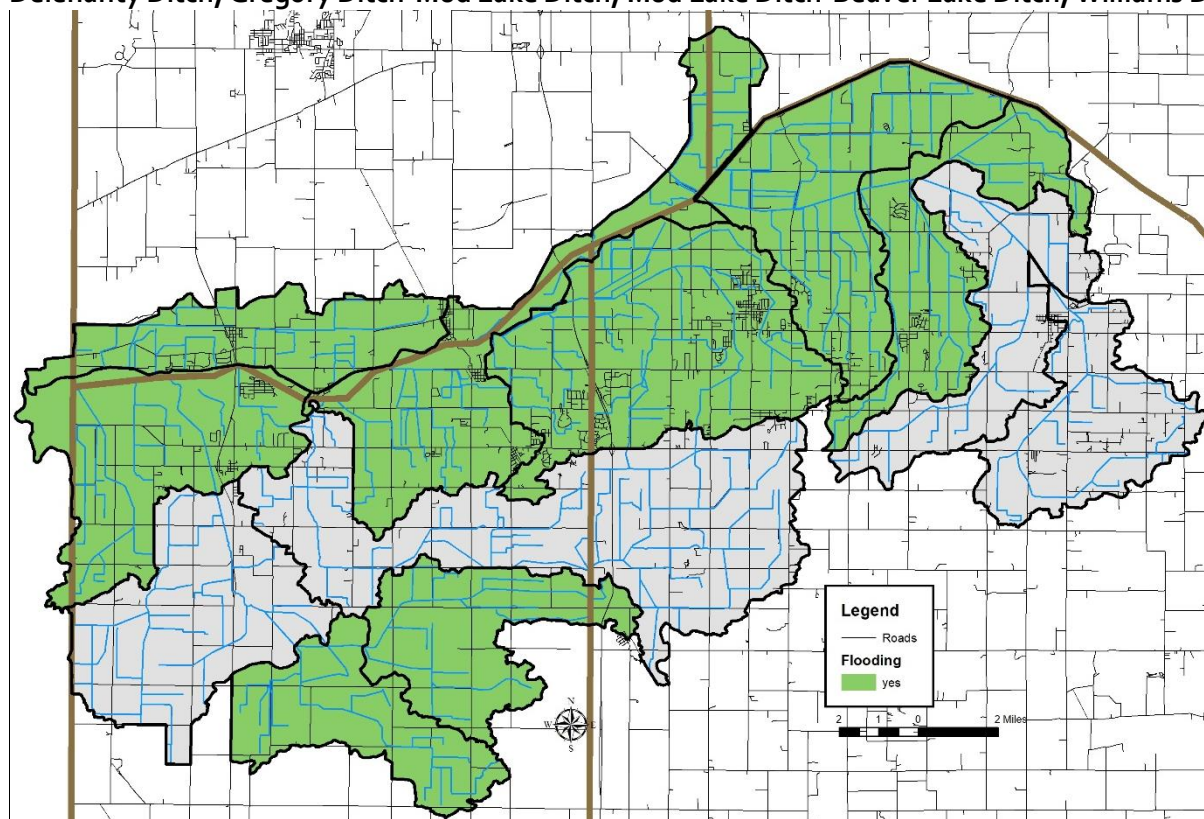 Delehanty Ditch, Gregory Ditch-Mud Lake Ditch, Mud Lake Ditch-Beaver Lake Ditch, Williams
N
W E
S
Legend
Roads
Flooding
yes
2 1 0 2 Miles